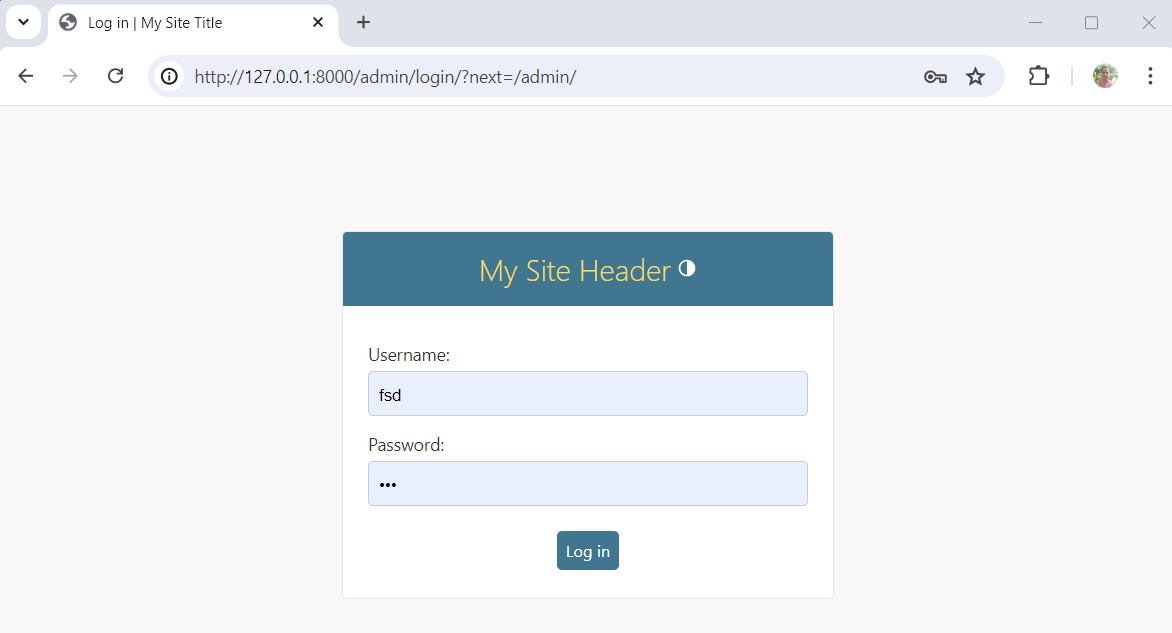 Log in | My Site Title
http://127.0.0.1:8000/admin/login/?next=/admin/
My Site Header
Username:
fsd
Password:
•••
Log in